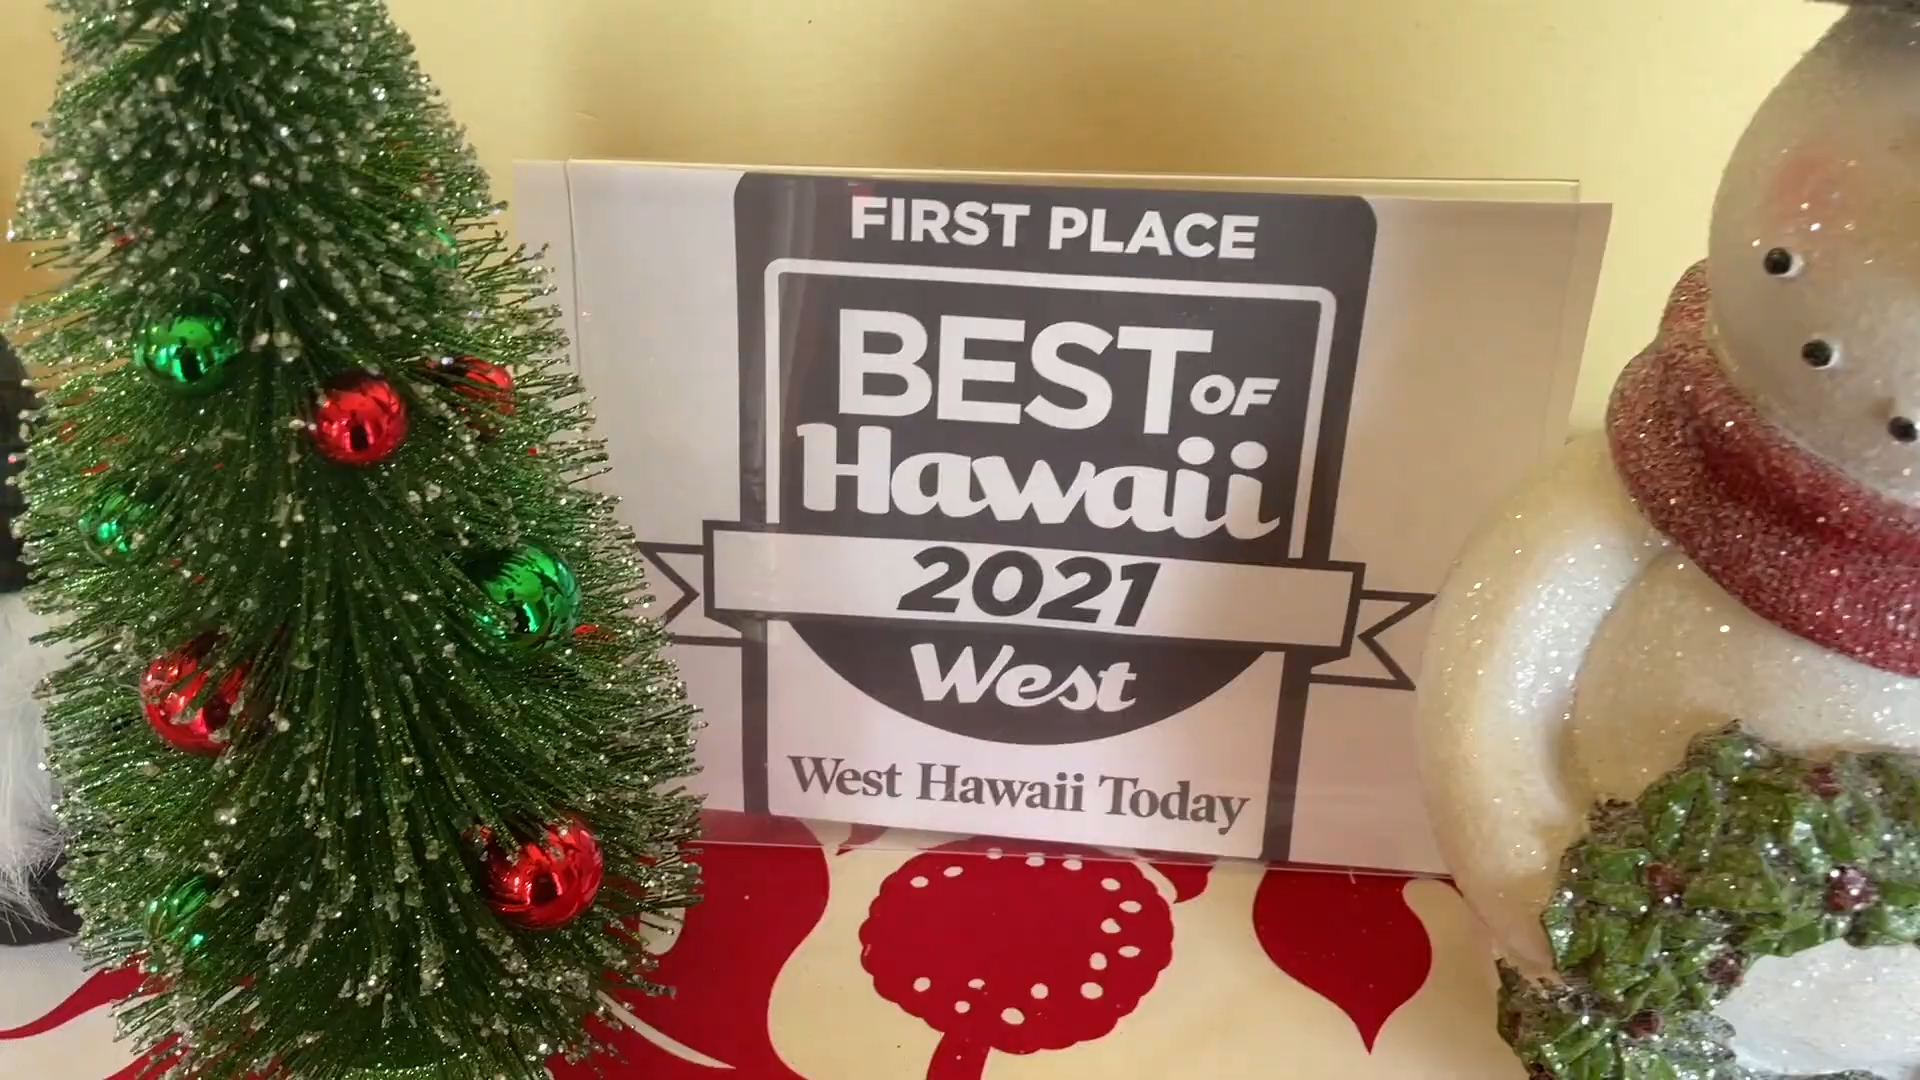 FIRST PLACE
BEST OF
Hawaii
2021
West
West Hawaii Today